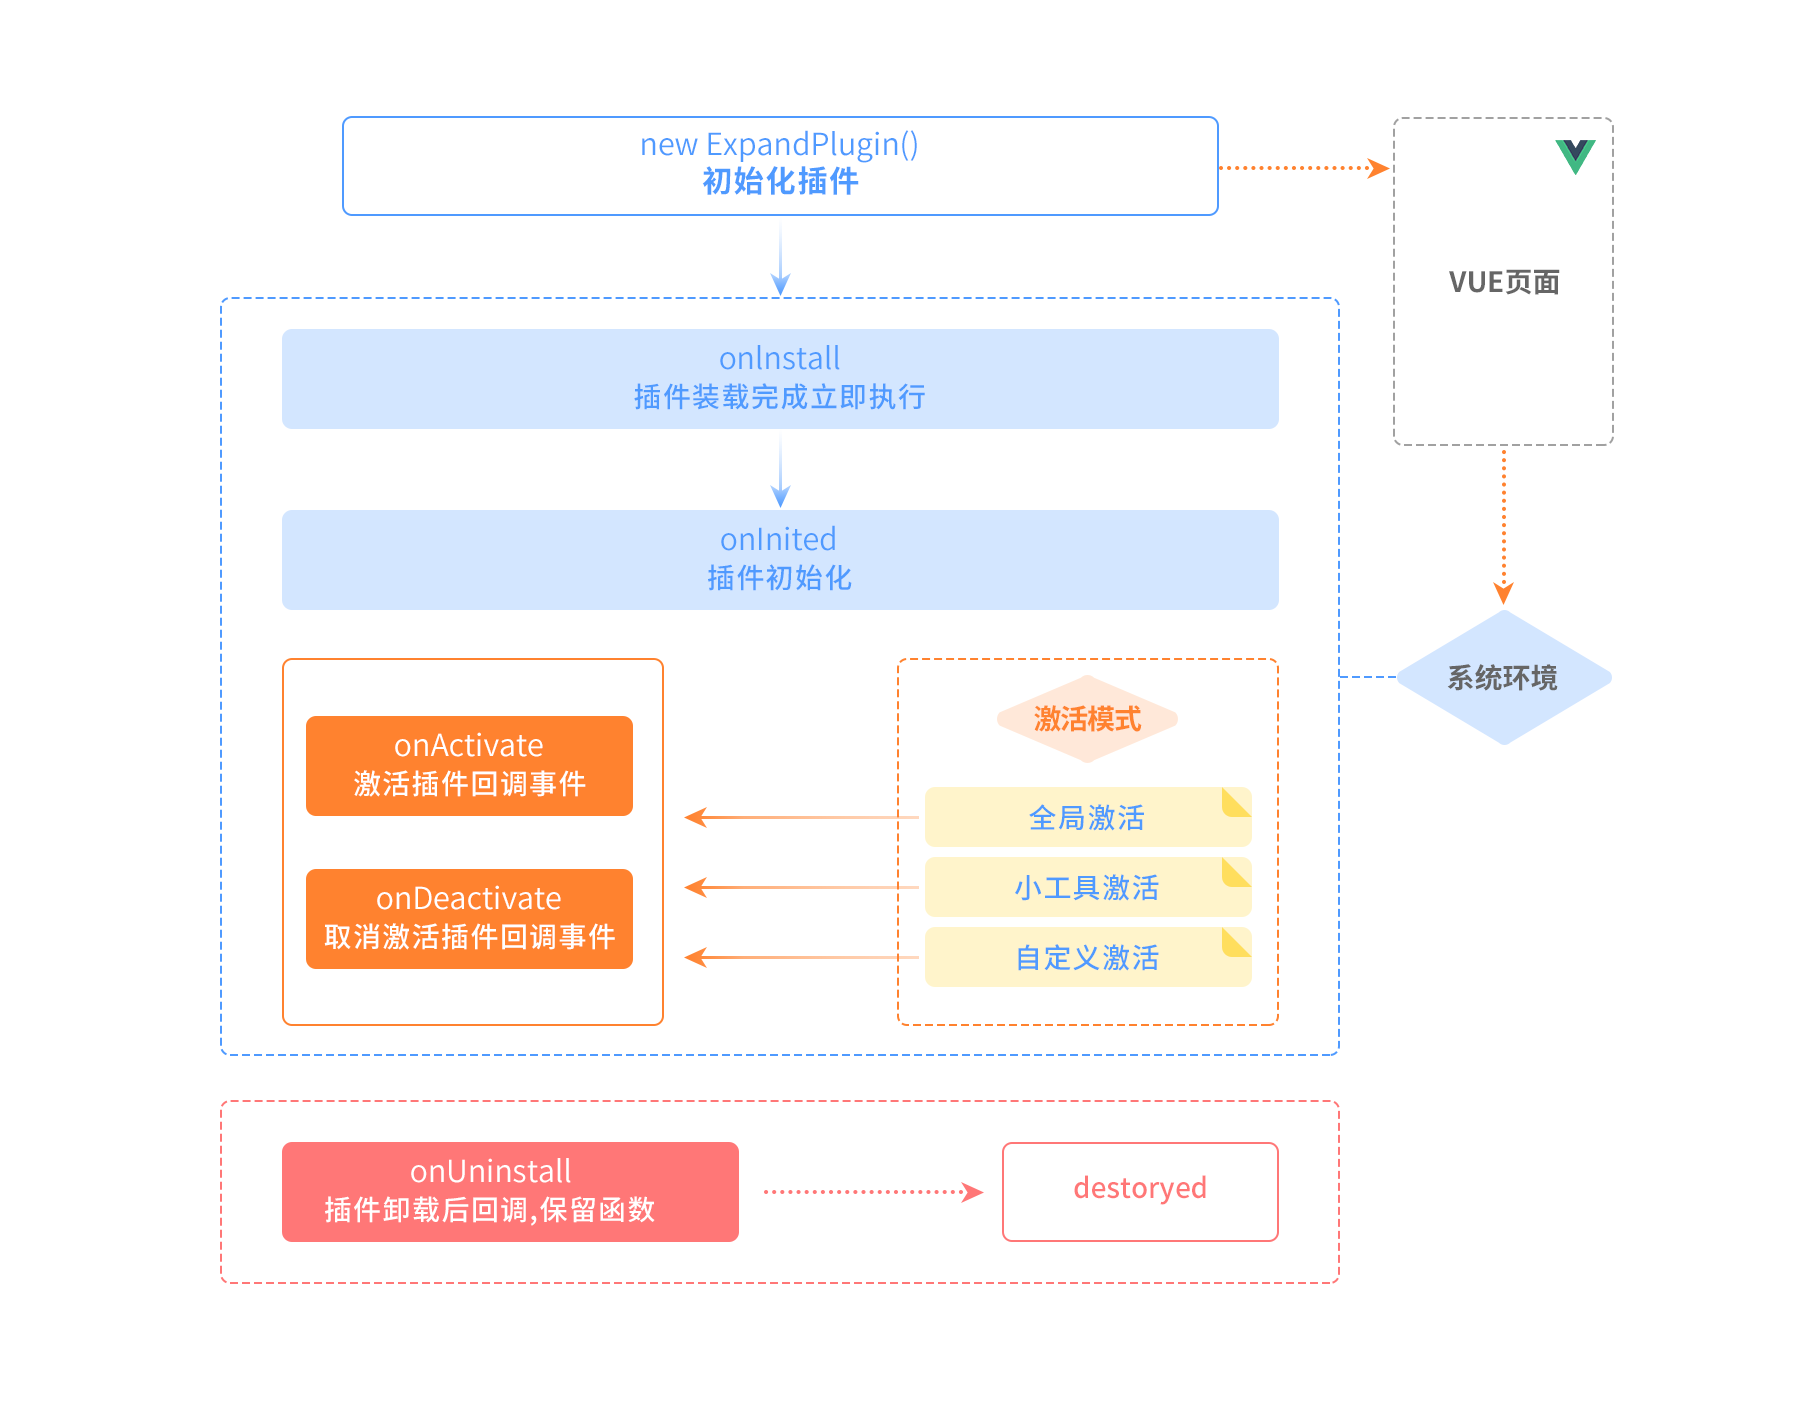 new ExpandPlugin()
初始化插件
VUE页面
onInstall
插件装载完成立即执行
onInited
插件初始化
系统环境
onActivate
激活插件回调事件
onDeactivate
取消激活插件回调事件
激活模式
全局激活
小工具激活
自定义激活
onUninstall
插件卸载后回调,保留函数
destoryed